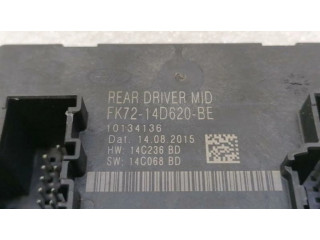 REAR DRIVER MID
FK72-14D620-BE
10134136
Dat: 14.08.2015
HW: 14C236 BD
SW: 14C068 BD